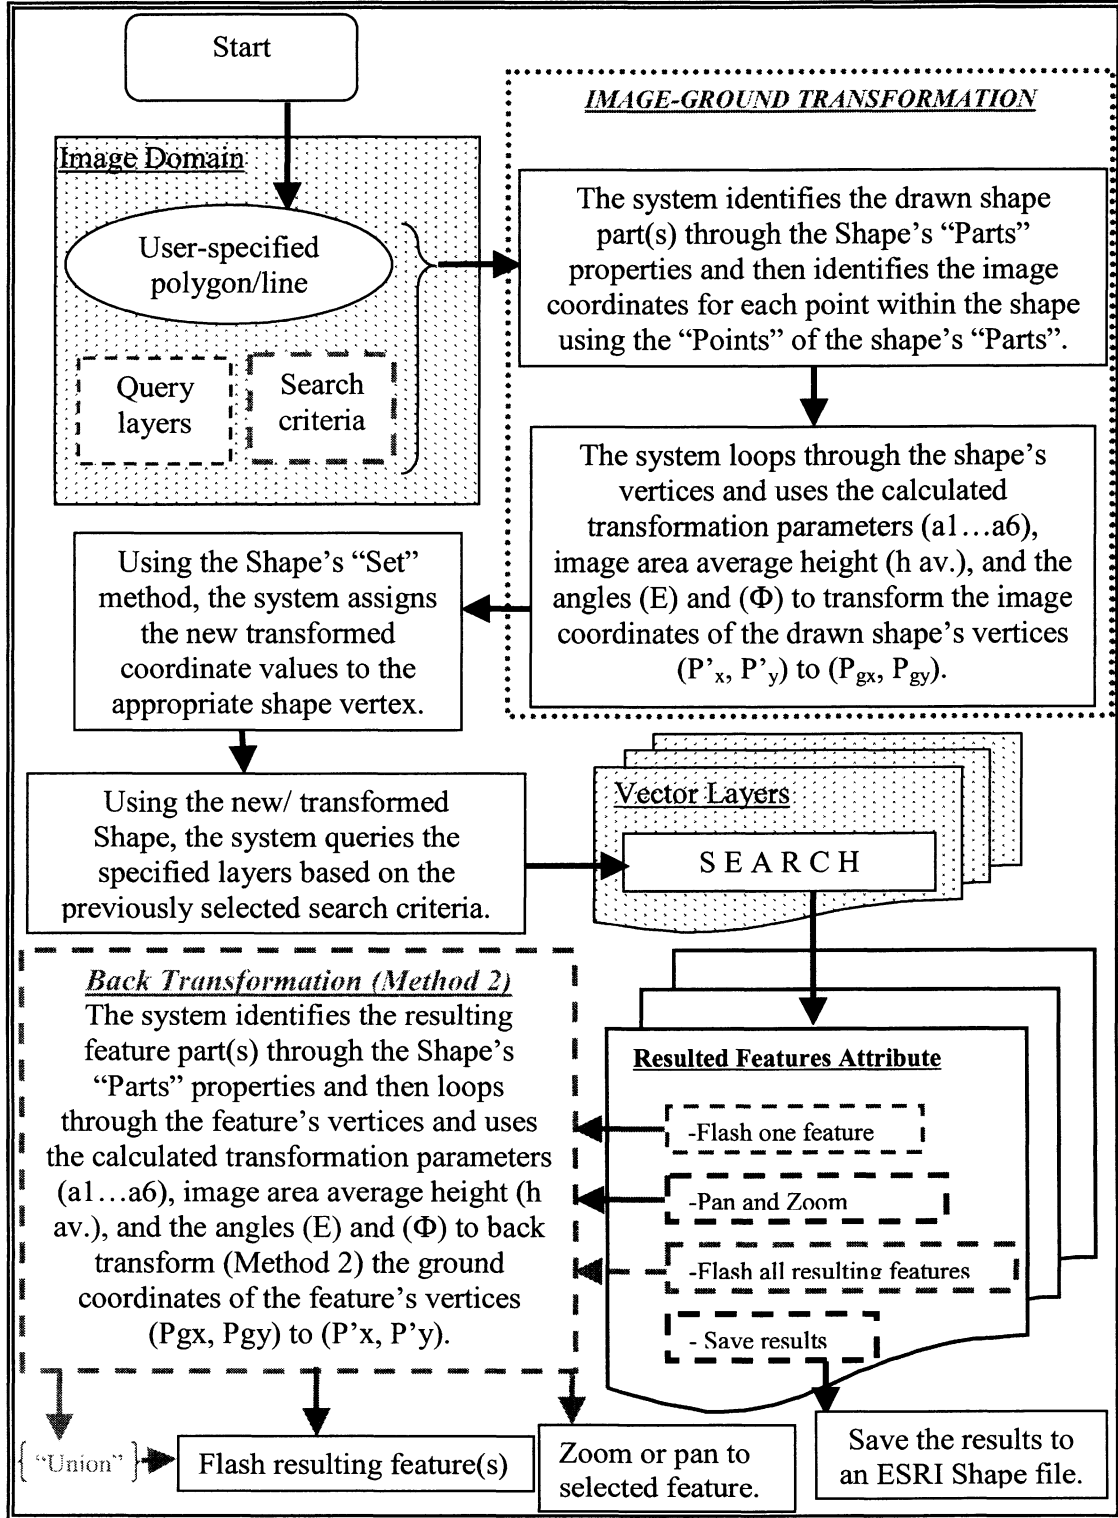 Start
Image Domain
User-specified
polygon/line
Query
layers
Search
criteria
IMAGE-GROUND TRANSFORMATION
The system identifies the drawn shape
part(s) through the Shape's “Parts”
properties and then identifies the image
coordinates for each point within the shape
using the “Points” of the shape's “Parts”.
The system loops through the shape's
vertices and uses the calculated
transformation parameters (a1…a6),
image area average height (h av.), and the
angles (E) and (Φ) to transform the image
coordinates of the drawn shape's vertices
(P’x, P’y) to (Pgx, Pgy).
Using the Shape's “Set”
method, the system assigns
the new transformed
coordinate values to the
appropriate shape vertex.
Using the new/ transformed
Shape, the system queries the
specified layers based on the
previously selected search criteria.
Vector Layers
S E A R C H
Resulted Features Attribute
-Flash one feature
-Pan and Zoom
-Flash all resulting features
- Save results
Back Transformation (Method 2)
The system identifies the resulting
feature part(s) through the Shape's
“Parts” properties and then loops
through the feature's vertices and uses
the calculated transformation parameters
(a1…a6), image area average height (h
av.), and the angles (E) and (Φ) to back
transform (Method 2) the ground
coordinates of the feature's vertices
(Pgx, Pgy) to (P’x, P’y).
{“Union”}
Flash resulting feature(s)
Zoom or pan to
selected feature.
Save the results to
an ESRI Shape file.